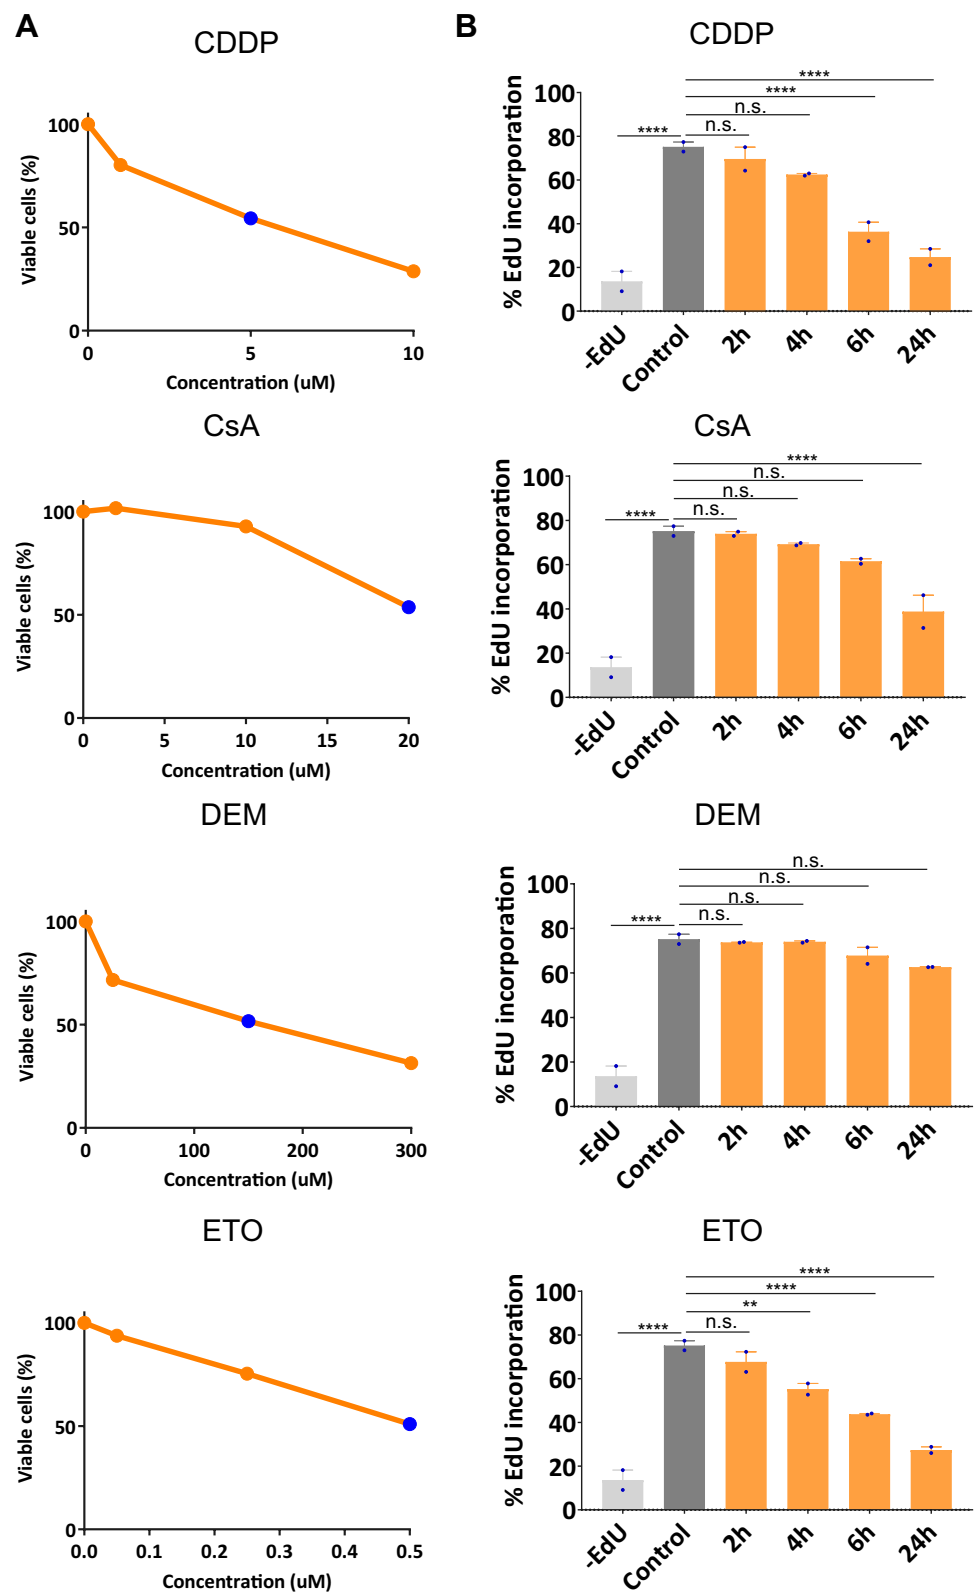 A
CDDP
Viable cells (%)
100
50
0
0 5 10
Concentration (uM)
B
CDDP
% EdU incorporation
100
80
60
40
20
0
****
****
n.s.
**** n.s.
-EdU Control 2h 4h 6h 24h
CsA
Viable cells (%)
100
50
0
0 5 10 15 20
Concentration (uM)
CsA
% EdU incorporation
100
80
60
40
20
0
****
n.s.
n.s.
**** n.s.
-EdU Control 2h 4h 6h 24h
DEM
Viable cells (%)
100
50
0
0 100 200 300
Concentration (uM)
DEM
% EdU incorporation
100
80
60
40
20
0
n.s.
n.s.
n.s.
**** n.s.
-EdU Control 2h 4h 6h 24h
ETO
Viable cells (%)
100
50
0
0.0 0.1 0.2 0.3 0.4 0.5
Concentration (uM)
ETO
% EdU incorporation
100
80
60
40
20
0
****
****
**
**** n.s.
-EdU Control 2h 4h 6h 24h